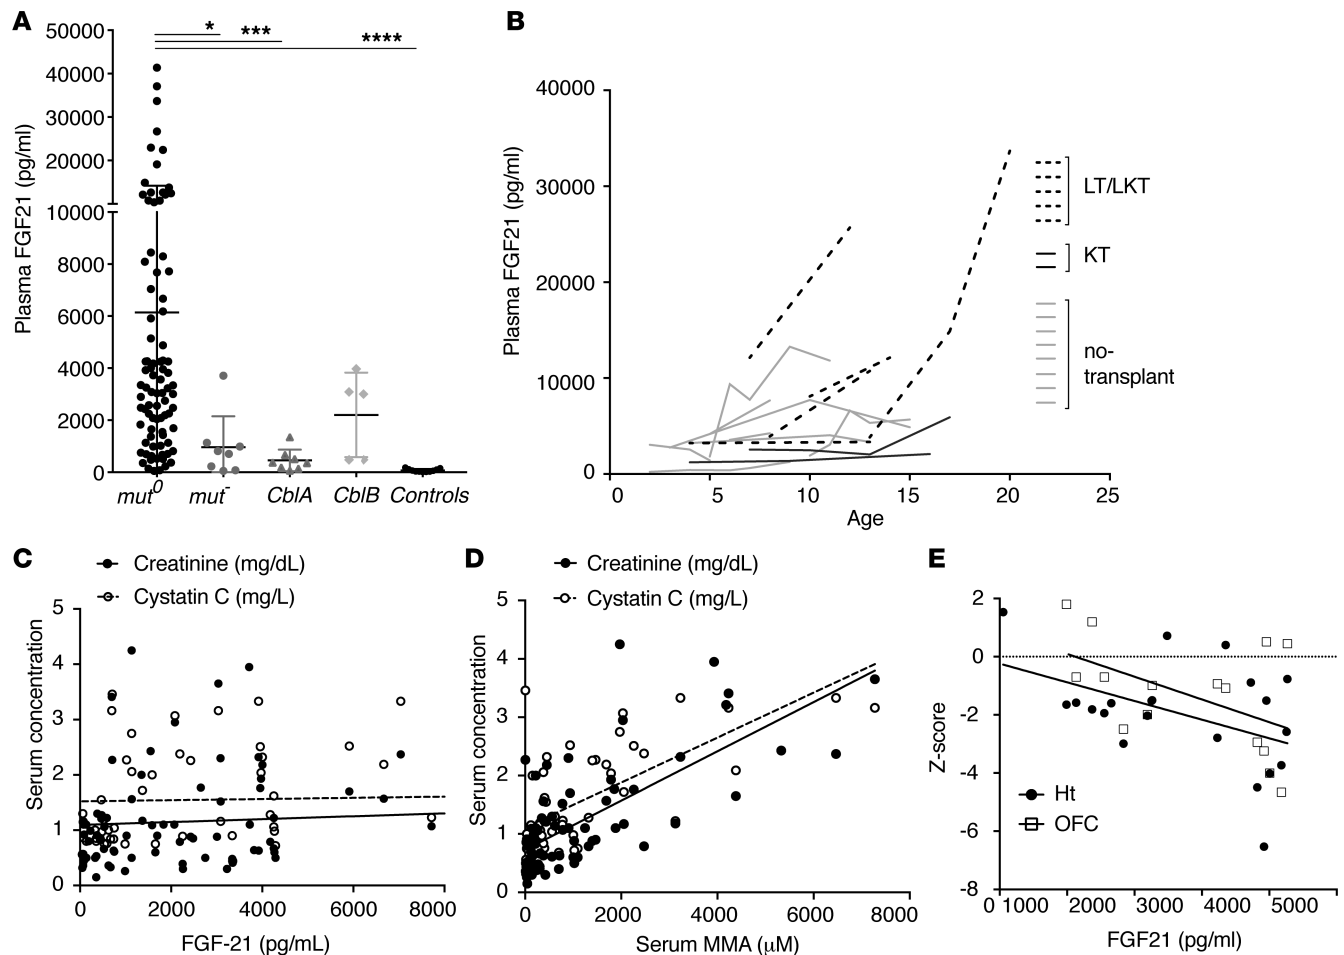 A
*
***
****
50000
40000
30000
20000
10000
8000
6000
4000
2000
0
Plasma FGF21 (pg/ml)
mut0
mut-
CblA
CblB
Controls
B
40000
30000
20000
10000
0
Plasma FGF21 (pg/ml)
0
5
10
15
20
25
Age
LT/LKT
KT
no-
transplant
C
Creatinine (mg/dL)
Cystatin C (mg/L)
5
4
3
2
1
0
Serum concentration
0
2000
4000
6000
8000
FGF-21 (pg/mL)
D
Creatinine (mg/dL)
Cystatin C (mg/L)
5
4
3
2
1
0
Serum concentration
0
2000
4000
6000
8000
Serum MMA (μM)
E
2
0
-2
-4
-6
-8
Z-score
Ht
OFC
0
1000
2000
3000
4000
5000
FGF21 (pg/ml)